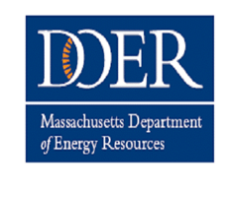 DOER
Massachusetts Department
of Energy Resources